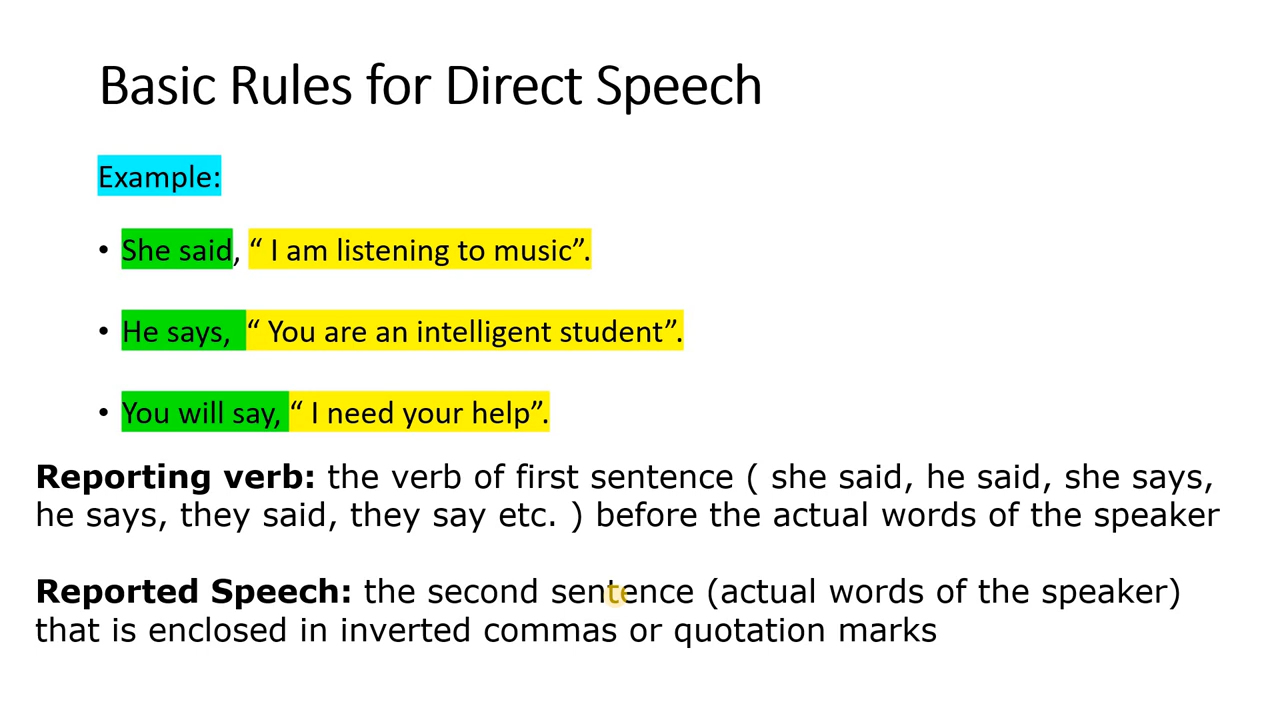 Basic Rules for Direct Speech
Example:
• She said, “ I am listening to music”.
• He says, “ You are an intelligent student”.
• You will say, “ I need your help”.
Reporting verb: the verb of first sentence ( she said, he said, she says,
he says, they said, they say etc. ) before the actual words of the speaker
Reported Speech: the second sentence (actual words of the speaker)
that is enclosed in inverted commas or quotation marks